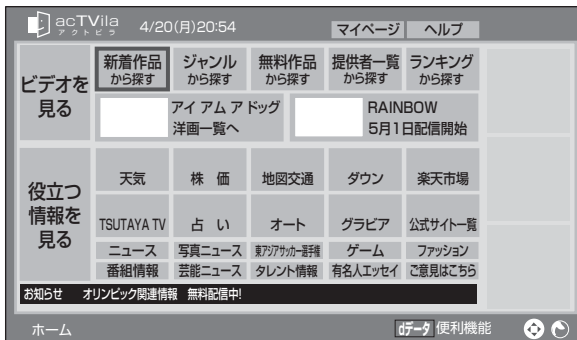 acTVila 4/20(月)20:54 マイページ ヘルプ
アクトビラ
ビデオを見る
新着作品から探す
ジャンルから探す
無料作品から探す
提供者一覧から探す
ランキングから探す
アイ アム ア ドッグ
洋画一覧へ
RAINBOW
5月1日配信開始
役立つ情報を見る
天気 株価 地図交通 ダウン 楽天市場
TSUTAYA TV 占い オート グラビア 公式サイト一覧
ニュース 写真ニュース 東アジアサッカー選手権 ゲーム ファッション
番組情報 芸能ニュース タレント情報 有名人エッセイ ご意見はこちら
お知らせ オリンピック関連情報 無料配信中!
ホーム dデータ 便利機能